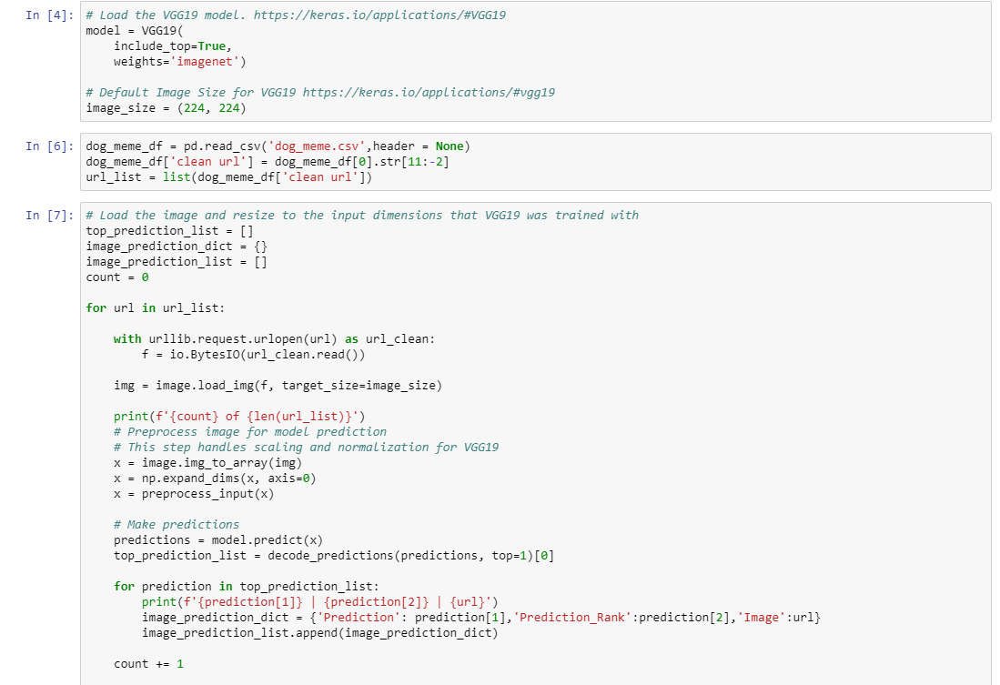 In [4]: # Load the VGG19 model. https://keras.io/applications/#VGG19
model = VGG19(
    include_top=True,
    weights='imagenet')

# Default Image Size for VGG19 https://keras.io/applications/#vgg19
image_size = (224, 224)

In [6]: dog_meme_df = pd.read_csv('dog_meme.csv',header = None)
dog_meme_df['clean url'] = dog_meme_df[0].str[11:-2]
url_list = list(dog_meme_df['clean url'])

In [7]: # Load the image and resize to the input dimensions that VGG19 was trained with
top_prediction_list = []
image_prediction_dict = {}
image_prediction_list = []
count = 0

for url in url_list:

    with urllib.request.urlopen(url) as url_clean:
        f = io.BytesIO(url_clean.read())

    img = image.load_img(f, target_size=image_size)

    print(f'{count} of {len(url_list)}')
    # Preprocess image for model prediction
    # This step handles scaling and normalization for VGG19
    x = image.img_to_array(img)
    x = np.expand_dims(x, axis=0)
    x = preprocess_input(x)

    # Make predictions
    predictions = model.predict(x)
    top_prediction_list = decode_predictions(predictions, top=1)[0]

    for prediction in top_prediction_list:
        print(f'{prediction[1]} | {prediction[2]} | {url}')
        image_prediction_dict = {'Prediction': prediction[1],'Prediction_Rank':prediction[2],'Image':url}
        image_prediction_list.append(image_prediction_dict)

    count += 1